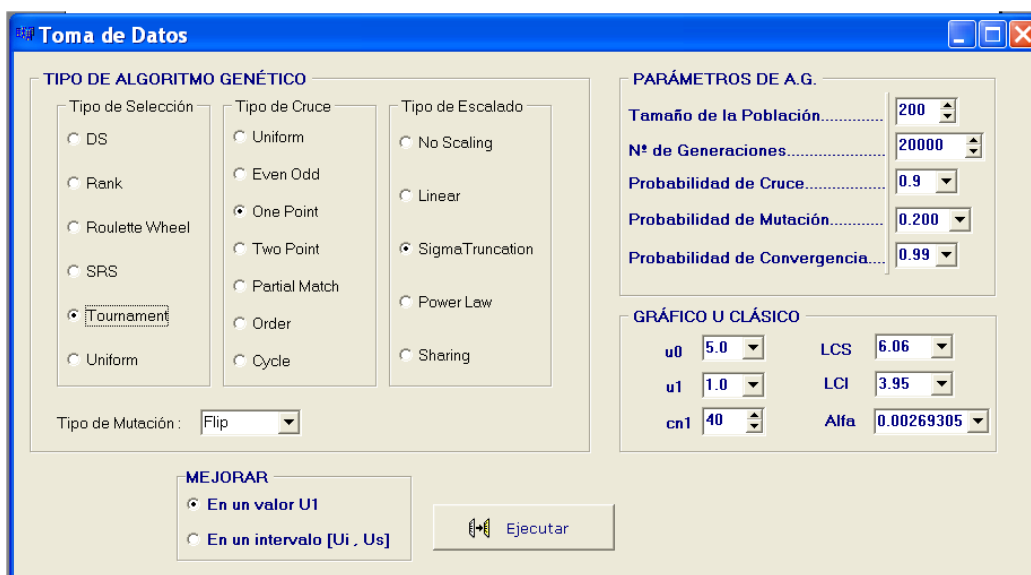 Toma de Datos
TIPO DE ALGORITMO GENÉTICO
Tipo de Selección
DS
Rank
Roulette Wheel
SRS
Tournament
Uniform
Tipo de Cruce
Uniform
Even Odd
One Point
Two Point
Partial Match
Order
Cycle
Tipo de Escalado
No Scaling
Linear
SigmaTruncation
Power Law
Sharing
Tipo de Mutación : Flip
PARÁMETROS DE A.G.
Tamaño de la Población............. 200
Nº de Generaciones...................... 20000
Probabilidad de Cruce.................. 0.9
Probabilidad de Mutación............ 0.200
Probabilidad de Convergencia.... 0.99
GRÁFICO U CLÁSICO
u0 5.0 LCS 6.06
u1 1.0 LCI 3.95
cn1 40 Alfa 0.00269305
MEJORAR
En un valor U1
En un intervalo [Ui , Us]
Ejecutar